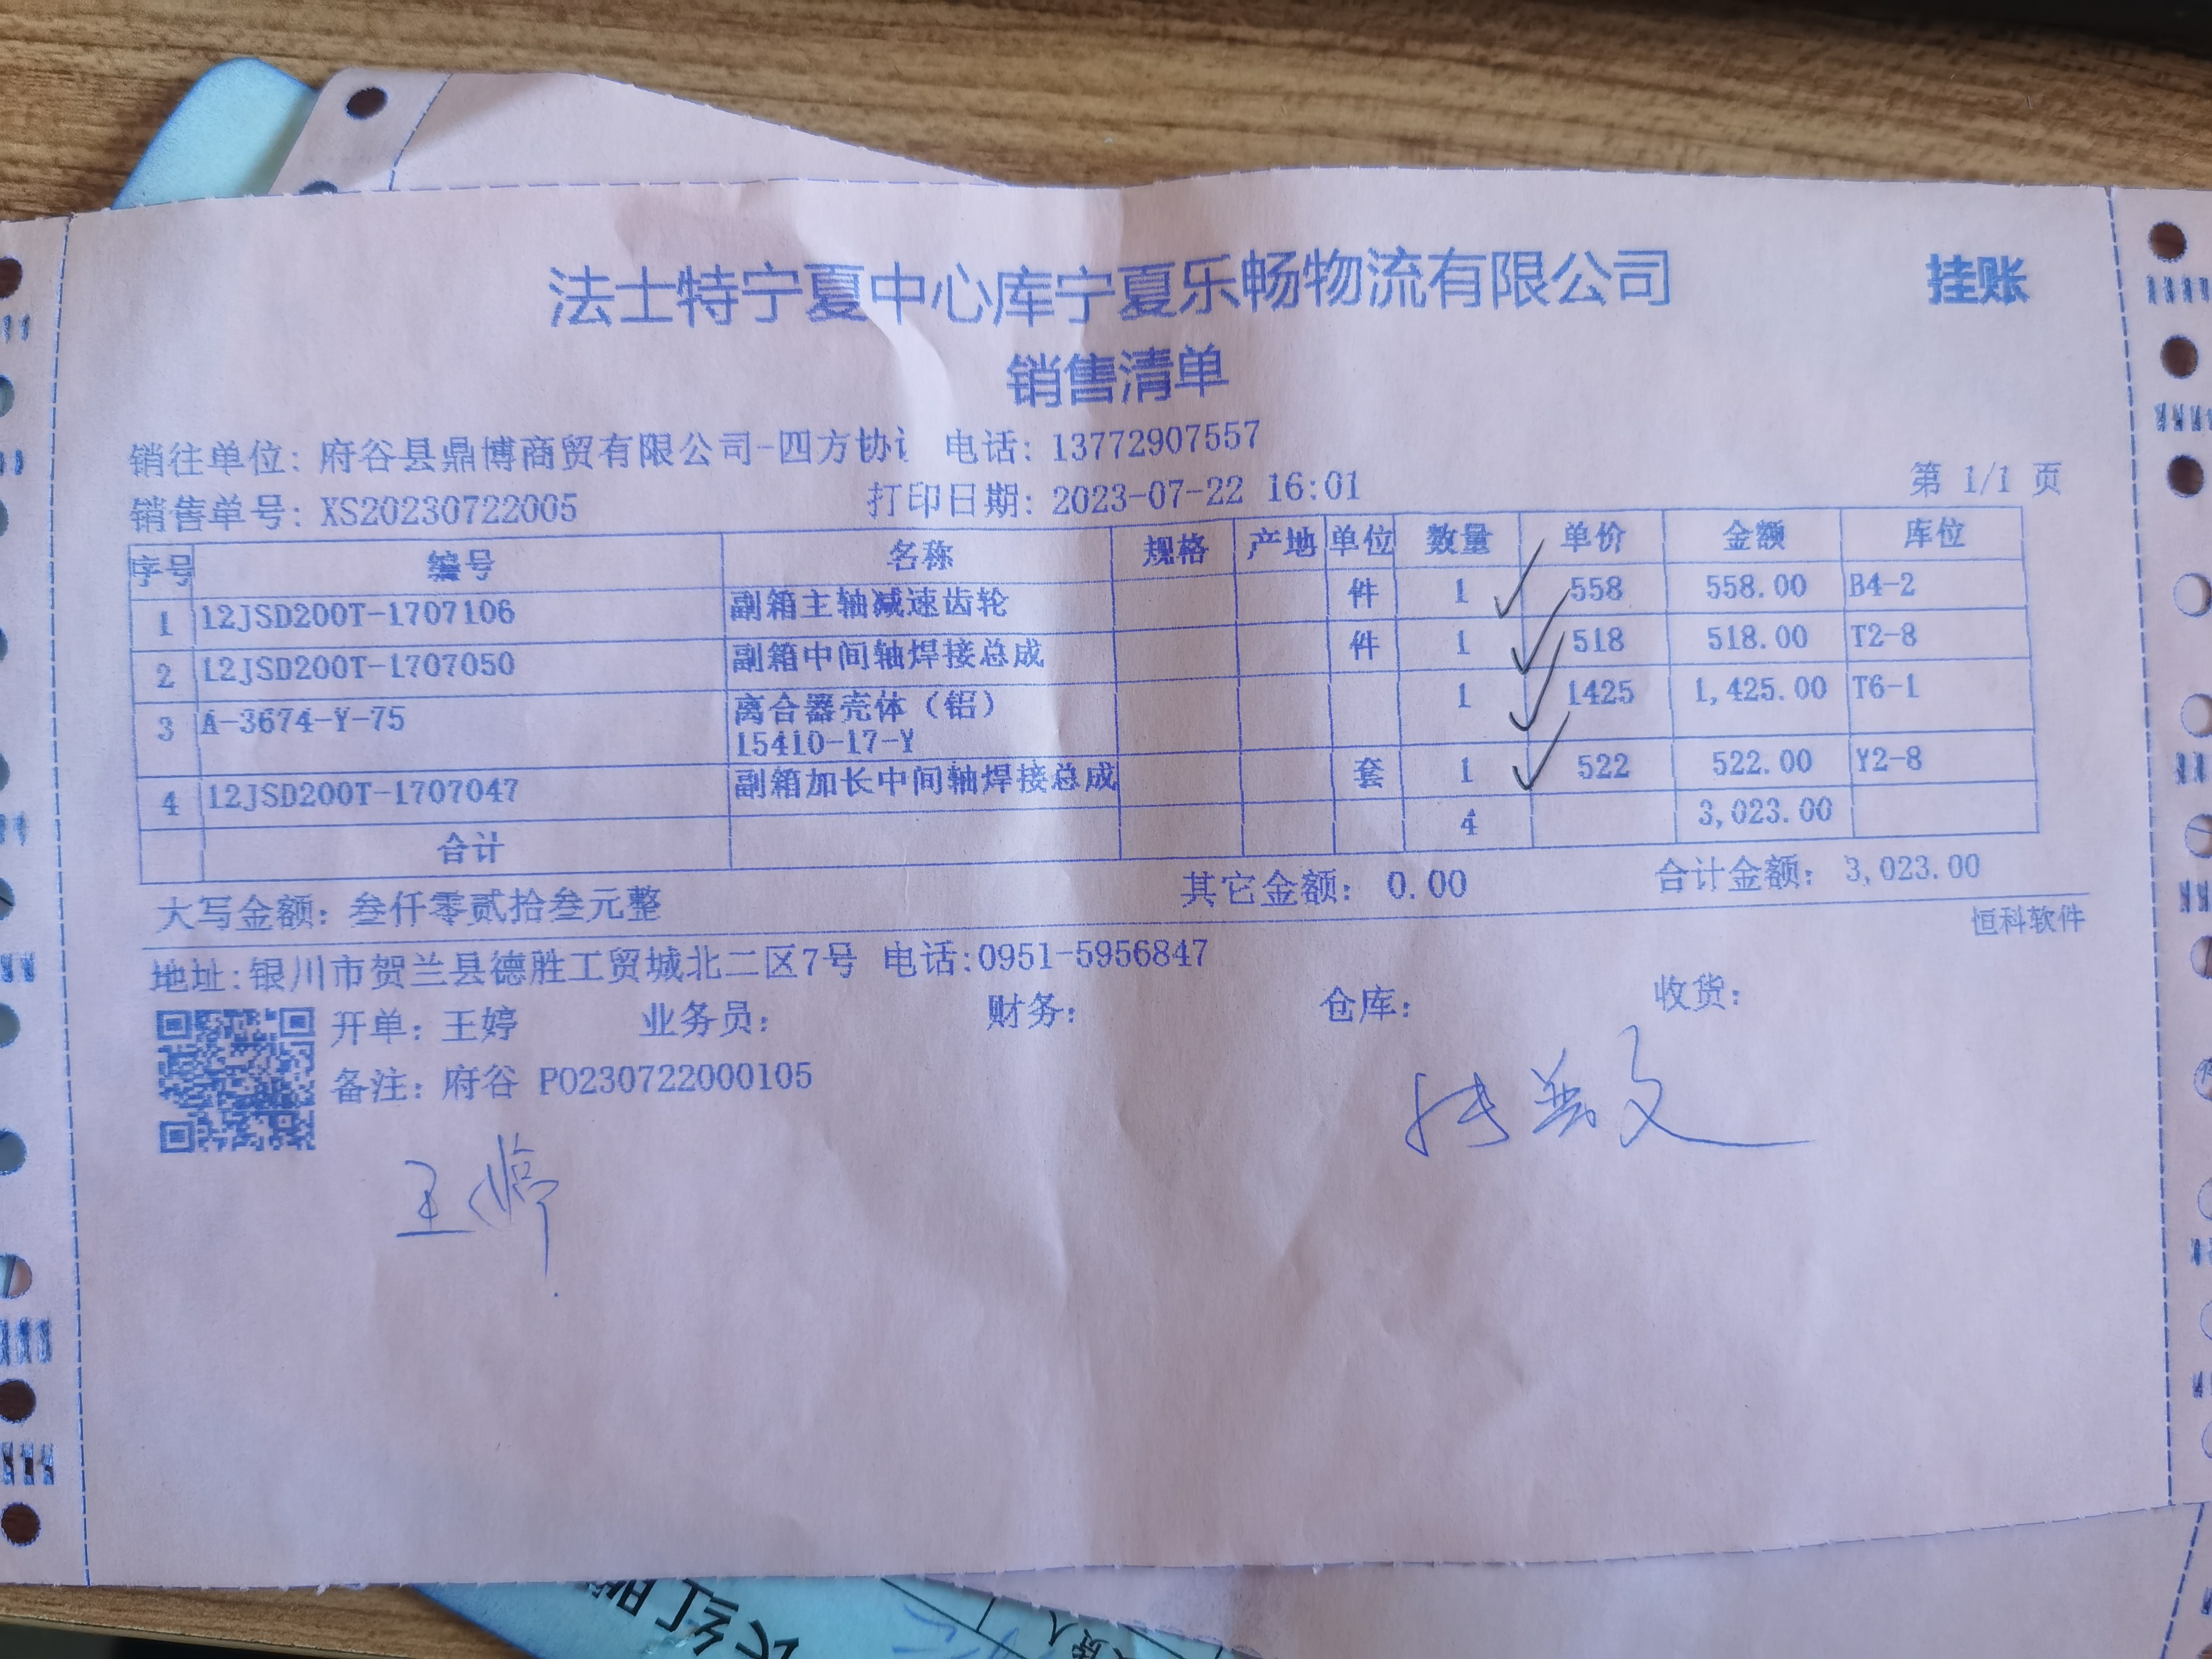 法士特宁夏中心库宁夏乐畅物流有限公司 挂账
销售清单
销往单位: 府谷县鼎博商贸有限公司-四方协 电话: 13772907557
销售单号: XS20230722005 打印日期: 2023-07-22 16:01 第 1/1 页
序号 编号 名称 规格 产地 单位 数量 单价 金额 库位
1 12JSD200T-1707106 副箱主轴减速齿轮 件 1 558 558.00 B4-2
2 12JSD200T-1707050 副箱中间轴焊接总成 件 1 518 518.00 T2-8
3 A-3674-Y-75 离合器壳体（铝） 1 1425 1,425.00 T6-1
15410-17-Y
4 12JSD200T-1707047 副箱加长中间轴焊接总成 套 1 522 522.00 Y2-8
合计 4 3,023.00
大写金额: 叁仟零贰拾叁元整 其它金额: 0.00 合计金额: 3,023.00
恒科软件
地址:银川市贺兰县德胜工贸城北二区7号 电话:0951-5956847
开单: 王婷 业务员: 财务: 仓库: 收货:
备注: 府谷 PO230722000105
王婷
长红